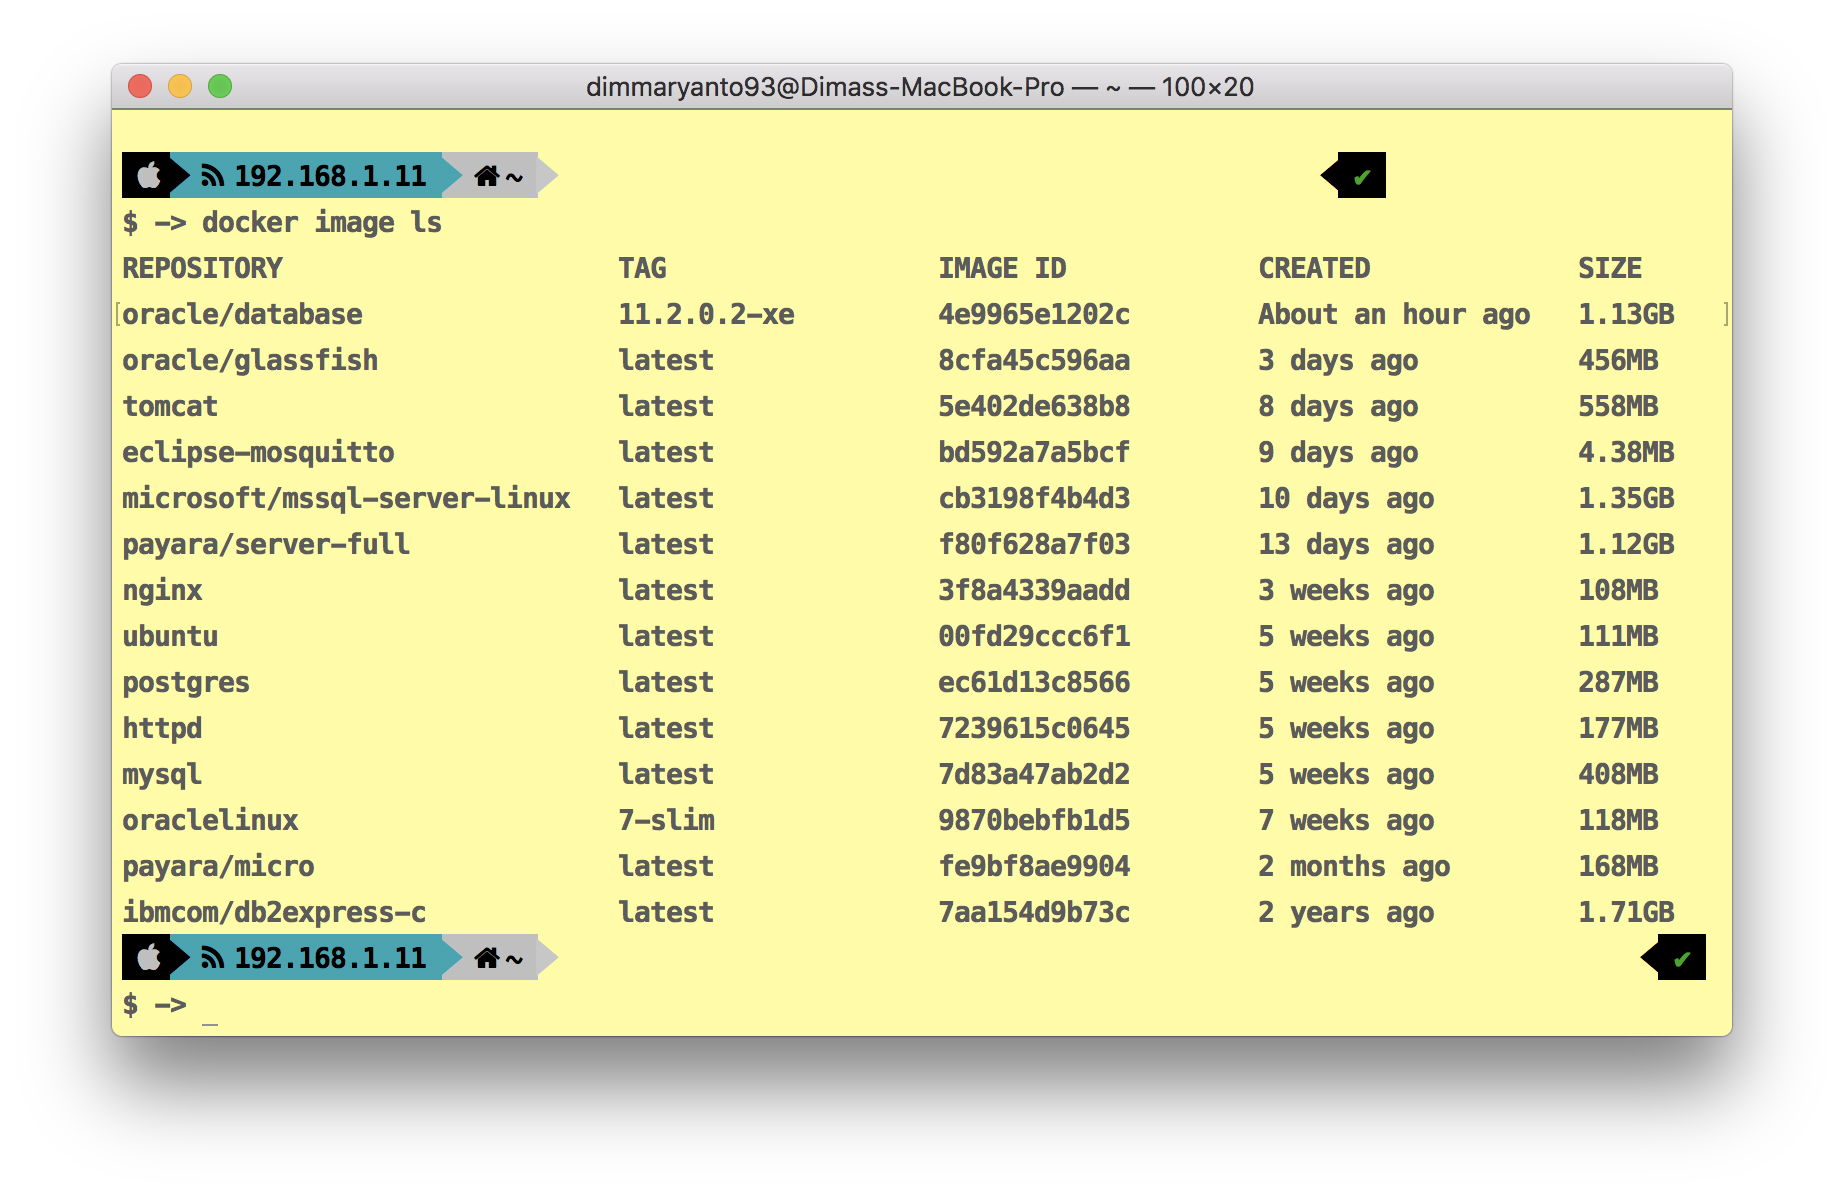 dimmaryanto93@Dimass-MacBook-Pro — ~ — 100×20
192.168.1.11 ~ ✔
$ –> docker image ls
REPOSITORY TAG IMAGE ID CREATED SIZE
[oracle/database 11.2.0.2–xe 4e9965e1202c About an hour ago 1.13GB ]
oracle/glassfish latest 8cfa45c596aa 3 days ago 456MB
tomcat latest 5e402de638b8 8 days ago 558MB
eclipse–mosquitto latest bd592a7a5bcf 9 days ago 4.38MB
microsoft/mssql–server–linux latest cb3198f4b4d3 10 days ago 1.35GB
payara/server–full latest f80f628a7f03 13 days ago 1.12GB
nginx latest 3f8a4339aadd 3 weeks ago 108MB
ubuntu latest 00fd29ccc6f1 5 weeks ago 111MB
postgres latest ec61d13c8566 5 weeks ago 287MB
httpd latest 7239615c0645 5 weeks ago 177MB
mysql latest 7d83a47ab2d2 5 weeks ago 408MB
oraclelinux 7–slim 9870bebfb1d5 7 weeks ago 118MB
payara/micro latest fe9bf8ae9904 2 months ago 168MB
ibmcom/db2express–c latest 7aa154d9b73c 2 years ago 1.71GB
192.168.1.11 ~ ✔
$ –> _